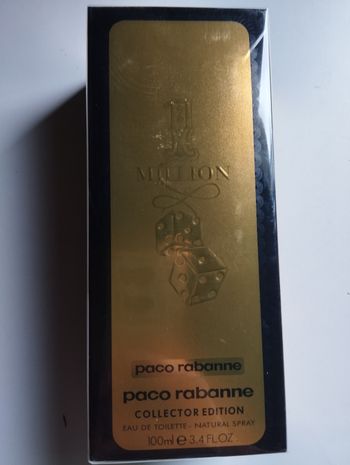 1
MILLION
paco rabanne
paco rabanne
COLLECTOR EDITION
EAU DE TOILETTE - NATURAL SPRAY
100ml e 3.4 FL.OZ.